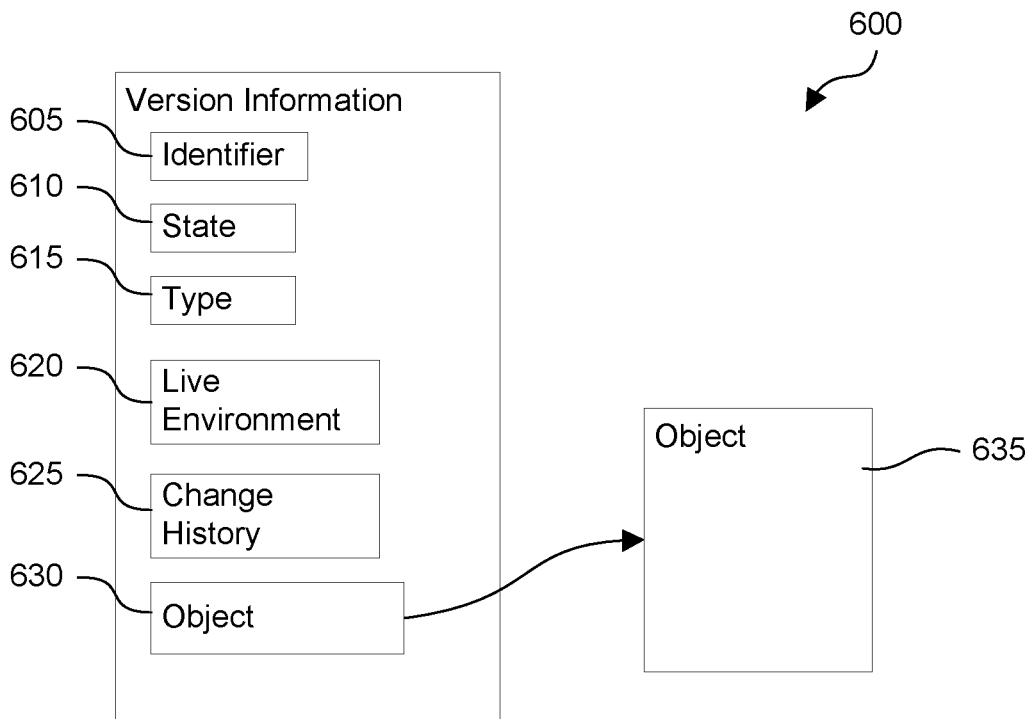 600
Version Information
605
Identifier
610
State
615
Type
620
Live
Environment
625
Change
History
630
Object
Object
635